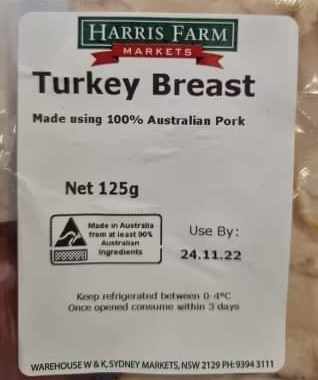 HARRIS FARM
MARKETS
Turkey Breast
Made using 100% Australian Pork
Net 125g
Made in Australia
from at least 90%
Australian
ingredients
Use By:
24.11.22
Keep refrigerated between 0-4°C
Once opened consume within 3 days
WAREHOUSE W & K, SYDNEY MARKETS, NSW 2129 PH:9394 3111